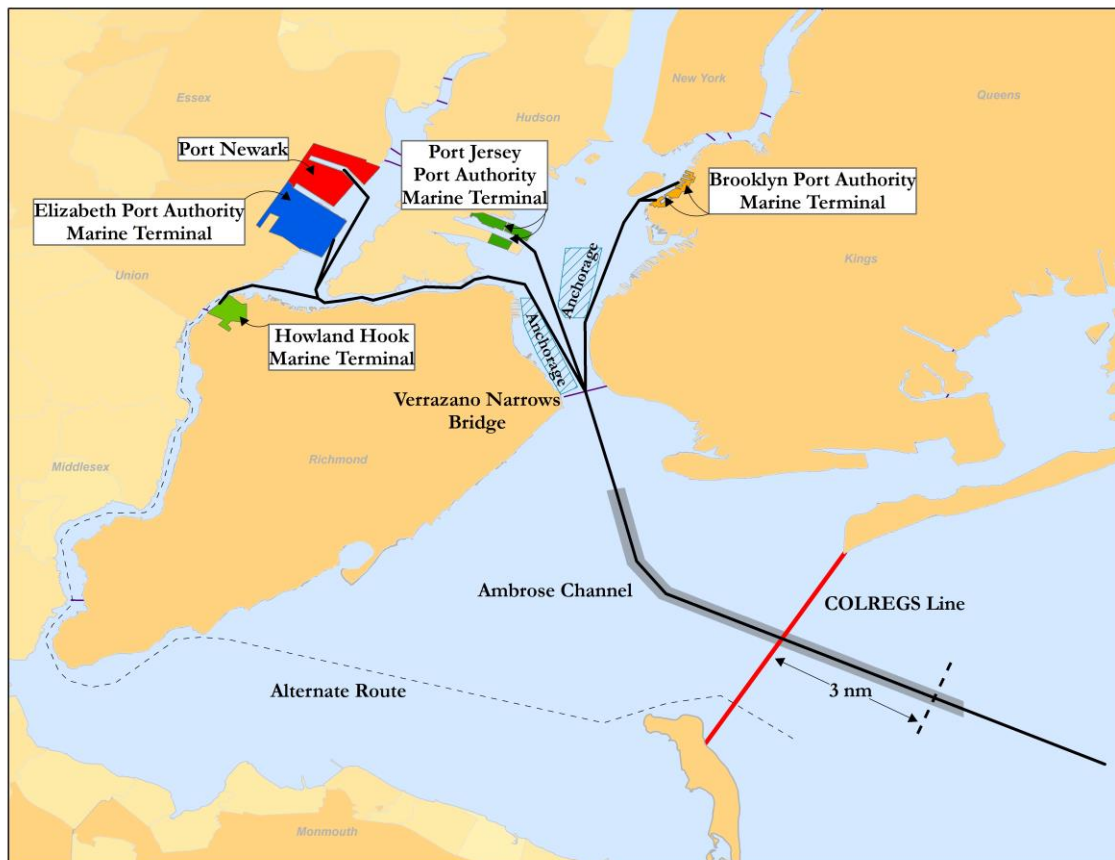 New York
Essex
Queens
Hudson
Port Newark
Port Jersey
Port Authority
Marine Terminal
Brooklyn Port Authority
Marine Terminal
Elizabeth Port Authority
Marine Terminal
Union
Kings
Anchorage
Howland Hook
Marine Terminal
Anchorage
Verrazano Narrows
Bridge
Richmond
Middlesex
Ambrose Channel
COLREGS Line
Alternate Route
3 nm
Monmouth